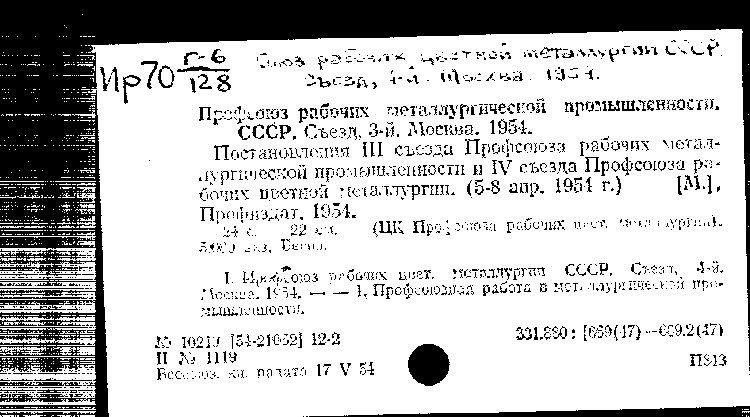 Ир70 Г-6/128
Союз рабочих цветной металлургии СССР.
Съезд, 4-й. Москва. 1954.
Профсоюз рабочих металлургической промышленности.
СССР. Съезд, 3-й. Москва. 1954.
Постановления III съезда Профсоюза рабочих метал-
лургической промышленности и IV съезда Профсоюза ра-
бочих цветной металлургии. (5-8 апр. 1954 г.) [М.],
Профиздат, 1954.
24 с. 22 см. (ЦК Профсоюза рабочих цвет. металлургии).
5.000 экз. Беспл.
1. Профсоюз рабочих цвет. металлургии СССР. Съезд, 4-й.
Москва. 1954. — — 1. Профсоюзная работа в металлургической про-
мышленности.
№ 10219 [54-21052] 12-2 331.880 : [669(47)+669.2(47)
П № 1119
Всесоюз. кн. палата 17 V 54 П813